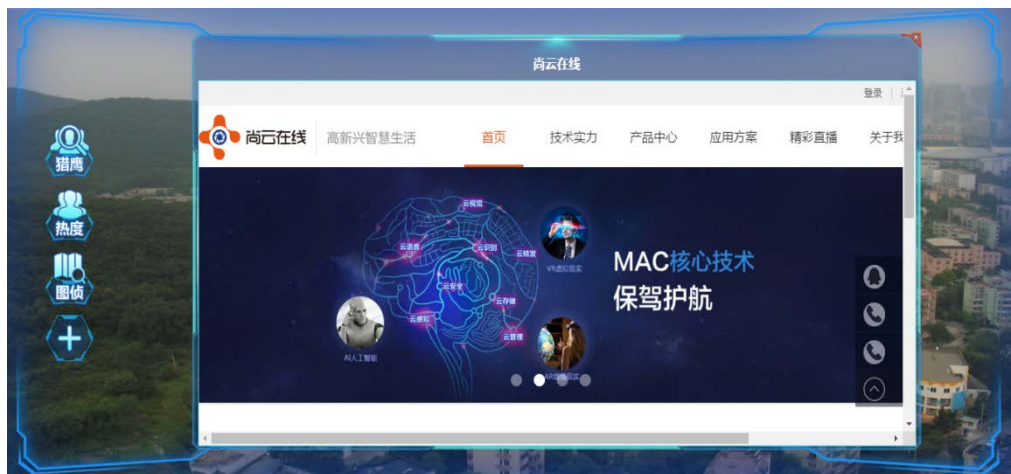 尚云在线
登录
尚云在线
高新兴智慧生活
首页
技术实力
产品中心
应用方案
精彩直播
关于我
猎鹰
热度
图侦
云视觉
云语音
云识别
云转发
云安全
云存储
云感知
云管理
VR虚拟现实
AI人工智能
MAC核心技术
保驾护航